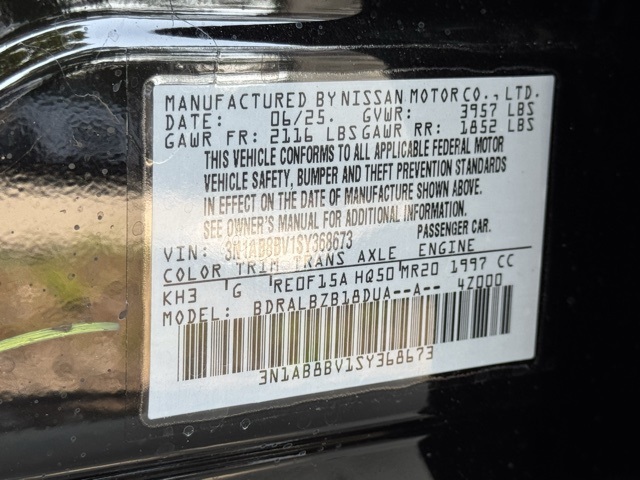 MANUFACTURED BY NISSAN MOTOR CO., LTD.
DATE: 06/25. GVWR: 3957 LBS
GAWR FR: 2116 LBS GAWR RR: 1852 LBS
THIS VEHICLE CONFORMS TO ALL APPLICABLE FEDERAL MOTOR
VEHICLE SAFETY, BUMPER AND THEFT PREVENTION STANDARDS
IN EFFECT ON THE DATE OF MANUFACTURE SHOWN ABOVE.
SEE OWNER'S MANUAL FOR ADDITIONAL INFORMATION.
VIN: 3N1AB8BV1SY368673 PASSENGER CAR.
COLOR TRIM TRANS AXLE ENGINE
KH3 G RE0F15A HQ50 MR20 1997 CC
MODEL: BDRALBZB18DUA--A-- 4Z000
3N1AB8BV1SY368673